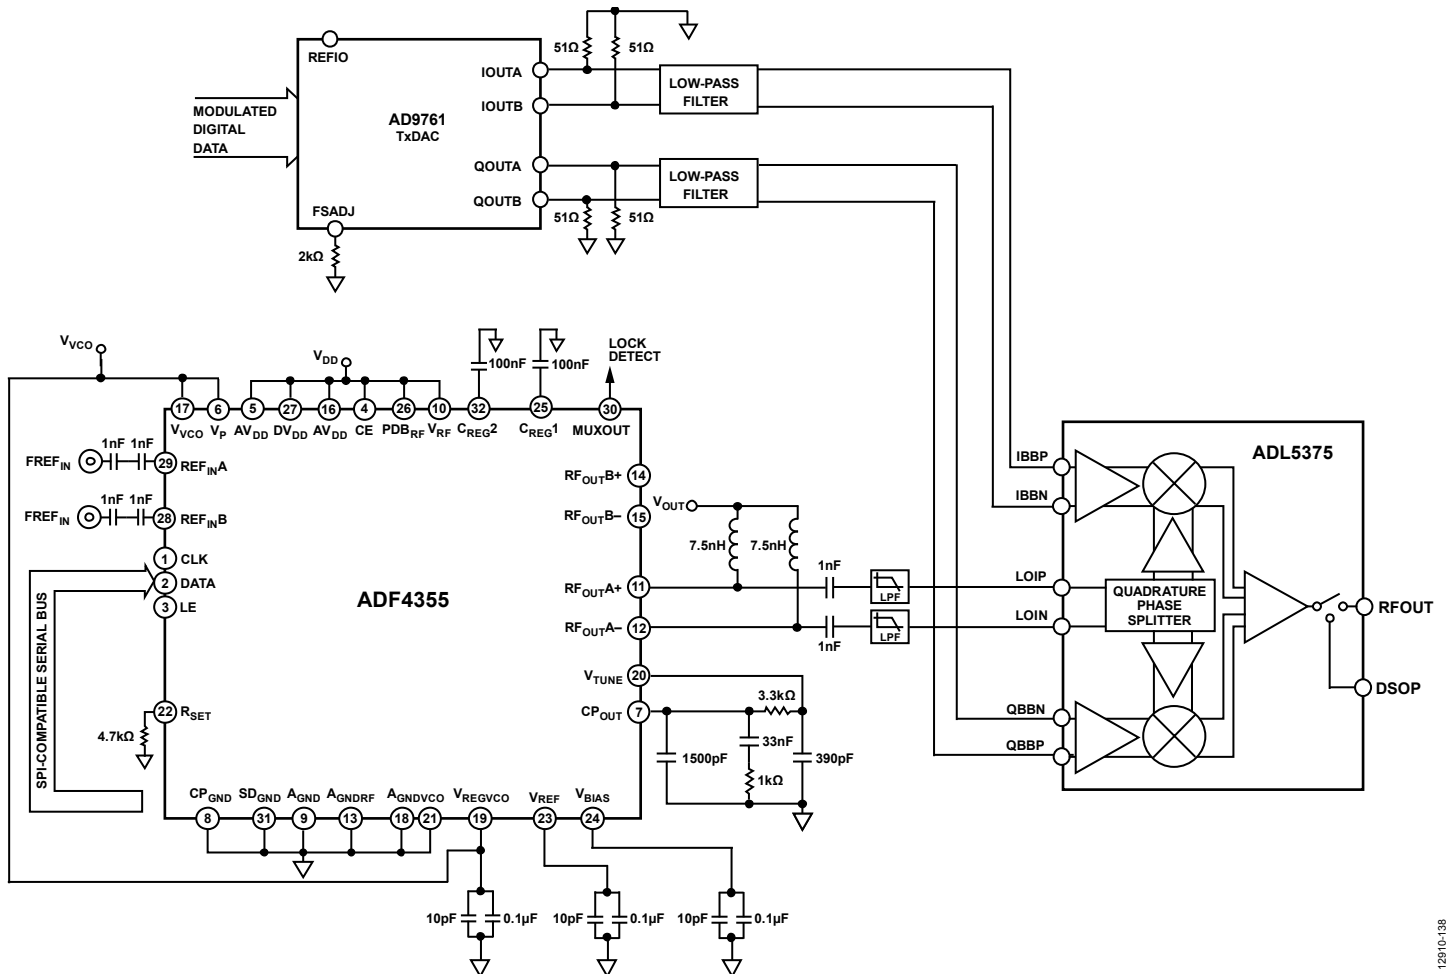 REFIO
MODULATED
DIGITAL
DATA
AD9761
TxDAC
FSADJ
2kΩ
IOUTA
IOUTB
QOUTA
QOUTB
51Ω
51Ω
51Ω
51Ω
LOW-PASS
FILTER
LOW-PASS
FILTER
VVCO
VDD
100nF
100nF
LOCK
DETECT
17
6
5
27
16
4
26
10
32
25
30
VVCO
VP
AVDD
DVDD
AVDD
CE
PDBRF
VRF
CREG2
CREG1
MUXOUT
FREFIN
1nF
1nF
29
REFINA
FREFIN
1nF
1nF
28
REFINB
1
CLK
2
DATA
3
LE
SPI-COMPATIBLE SERIAL BUS
22
RSET
4.7kΩ
ADF4355
RFOUTB+
14
RFOUTB–
15
RFOUTA+
11
RFOUTA–
12
VTUNE
20
CPOUT
7
VOUT
7.5nH
7.5nH
1nF
1nF
LPF
LPF
3.3kΩ
1500pF
33nF
1kΩ
390pF
CPGND
SDGND
AGND
AGNDRF
AGNDVCO
VREGVCO
VREF
VBIAS
8
31
9
13
18
21
19
23
24
10pF
0.1µF
10pF
0.1µF
10pF
0.1µF
ADL5375
IBBP
IBBN
LOIP
LOIN
QBBN
QBBP
QUADRATURE
PHASE
SPLITTER
RFOUT
DSOP
12910-138